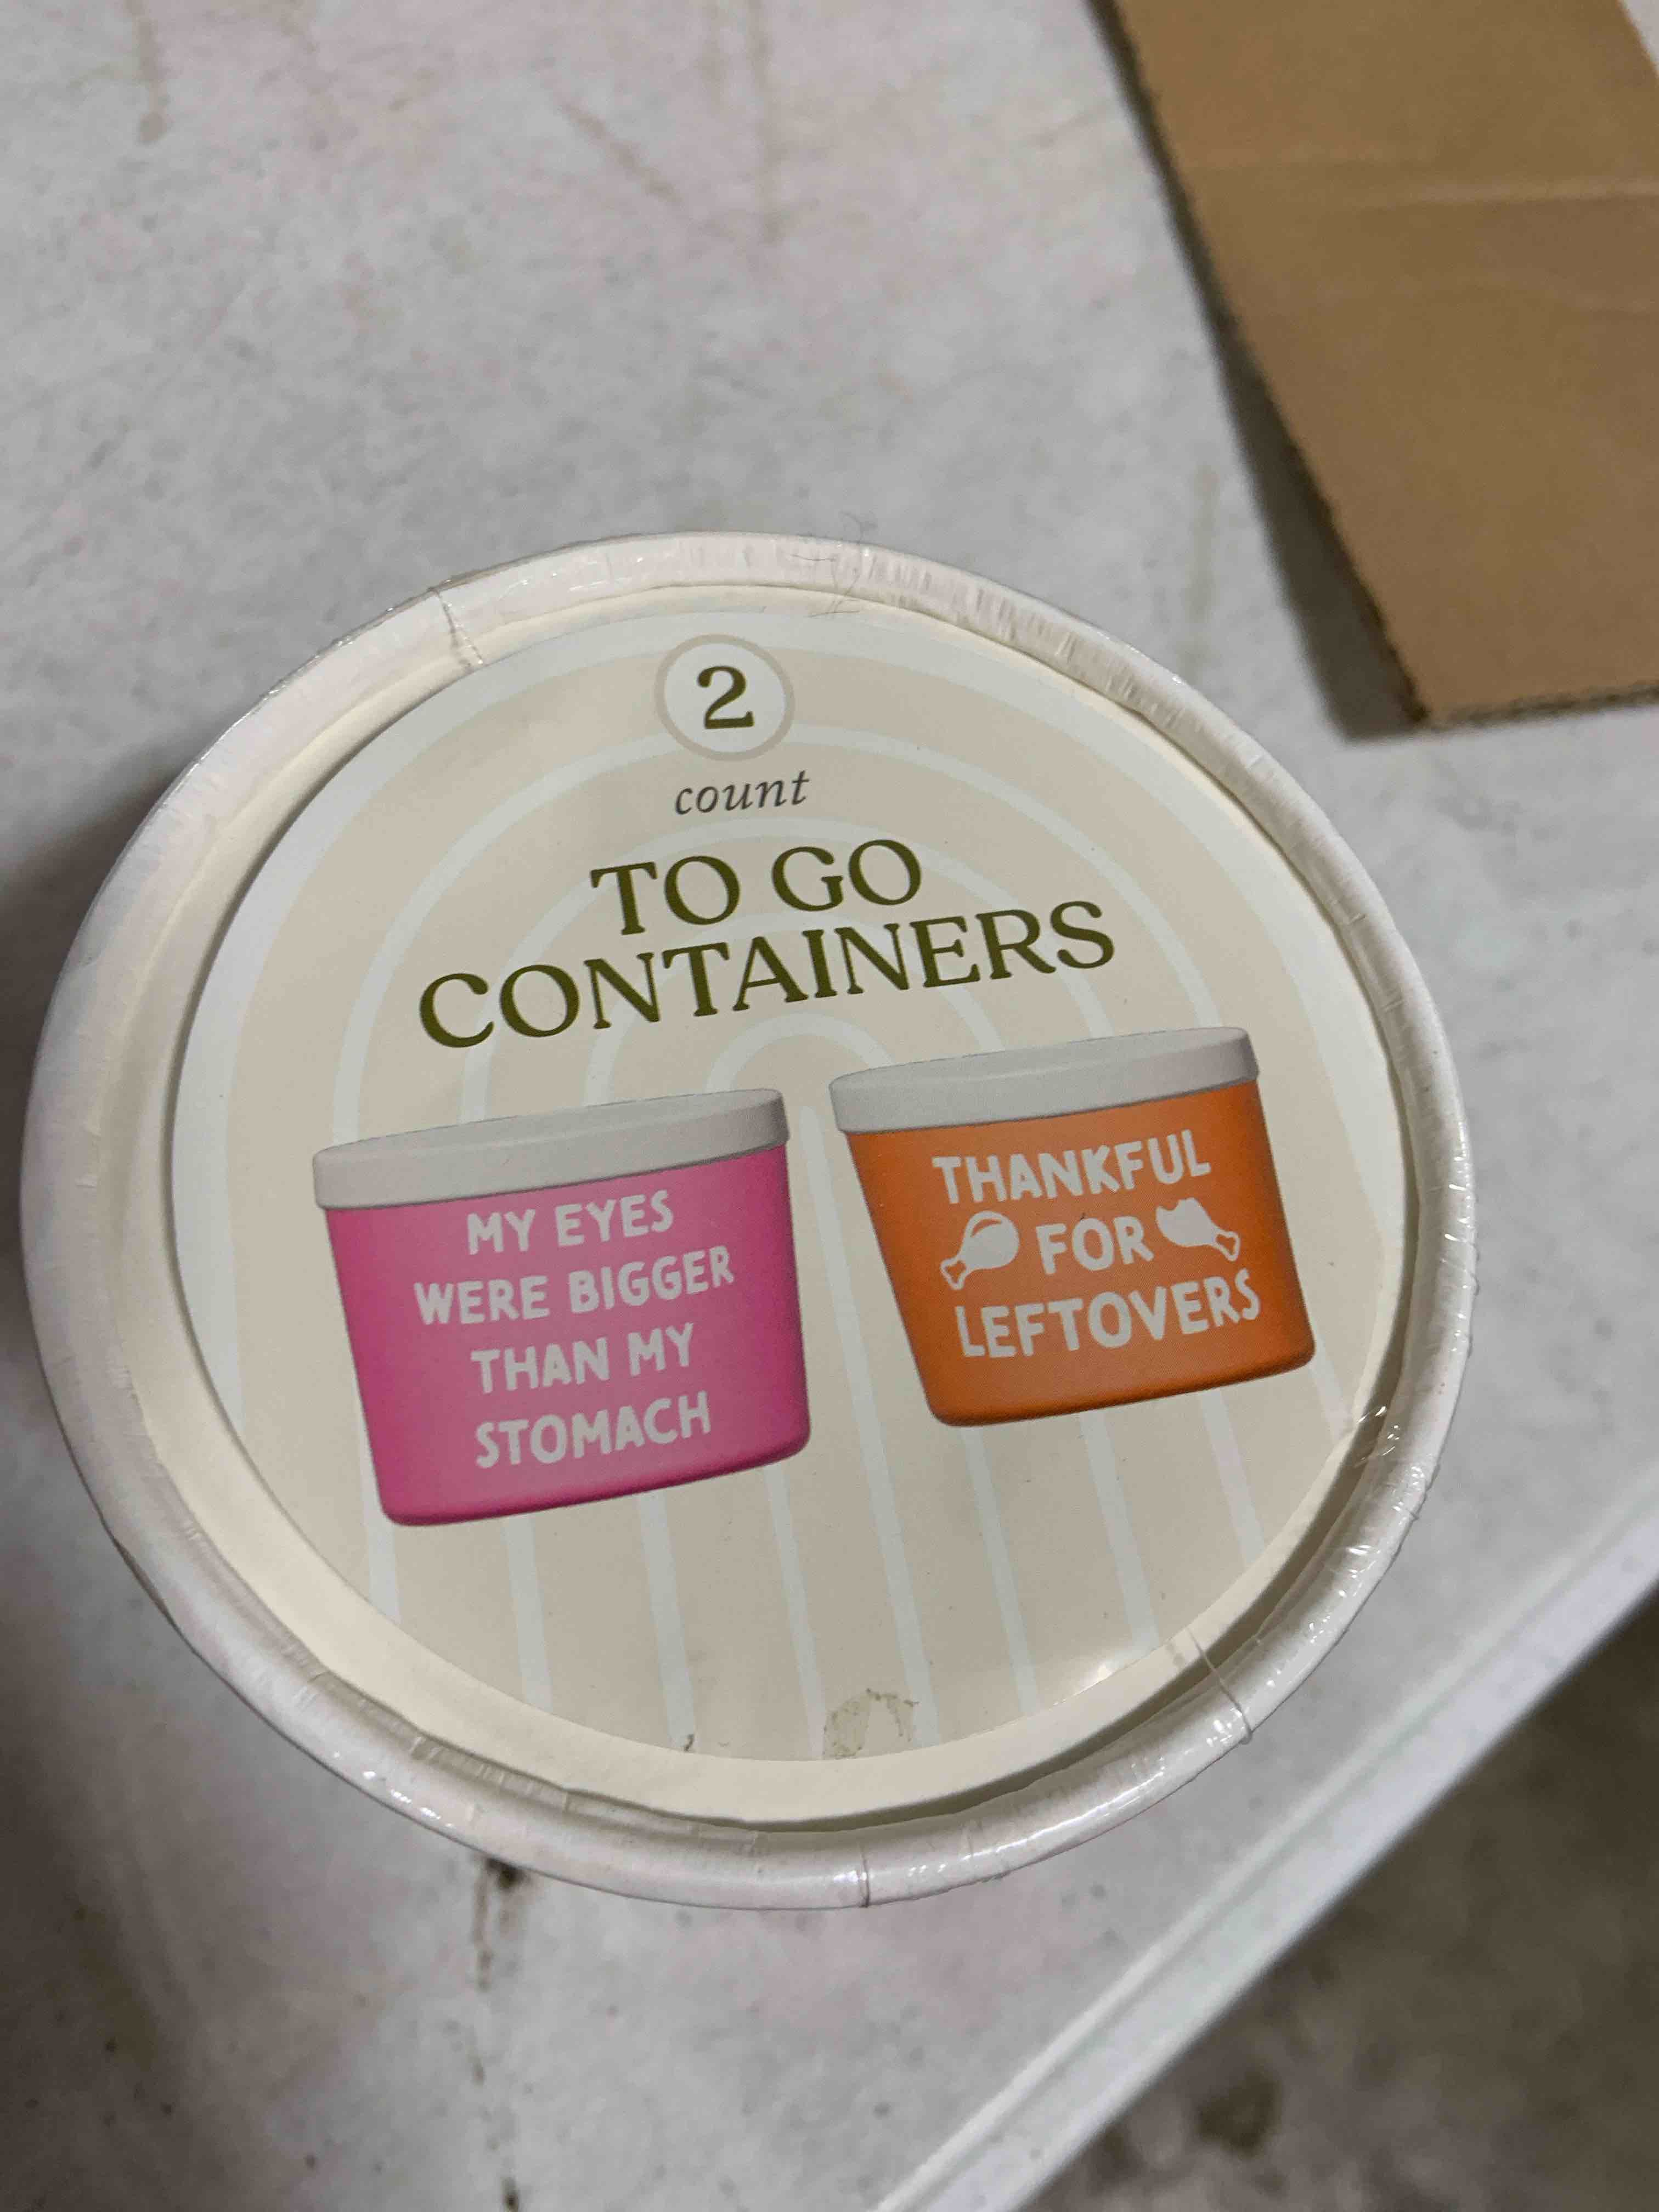 2
count
TO GO
CONTAINERS
MY EYES
WERE BIGGER
THAN MY
STOMACH
THANKFUL
FOR
LEFTOVERS